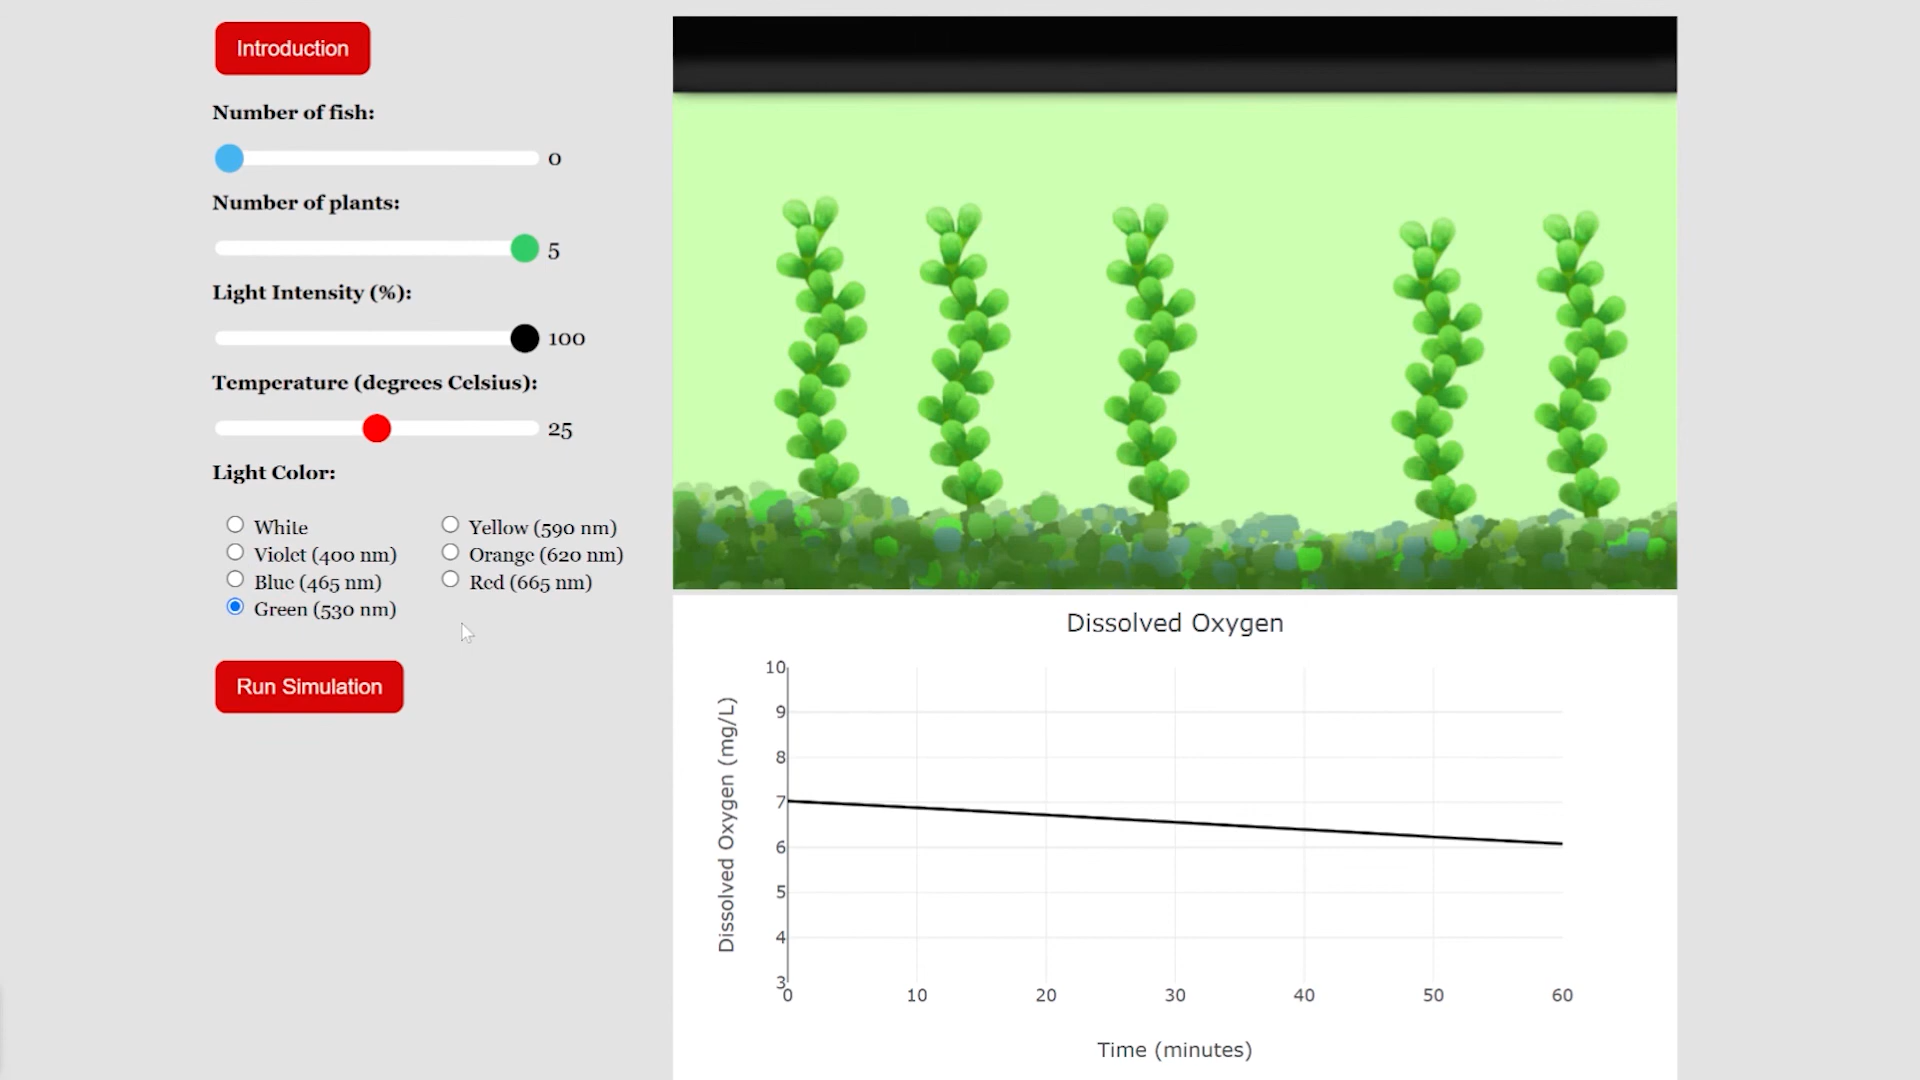 Introduction
Number of fish:
0
Number of plants:
5
Light Intensity (%):
100
Temperature (degrees Celsius):
25
Light Color:
White
Yellow (590 nm)
Violet (400 nm)
Orange (620 nm)
Blue (465 nm)
Red (665 nm)
Green (530 nm)
Run Simulation
Dissolved Oxygen
Dissolved Oxygen (mg/L)
10
9
8
7
6
5
4
3
0 10 20 30 40 50 60
Time (minutes)